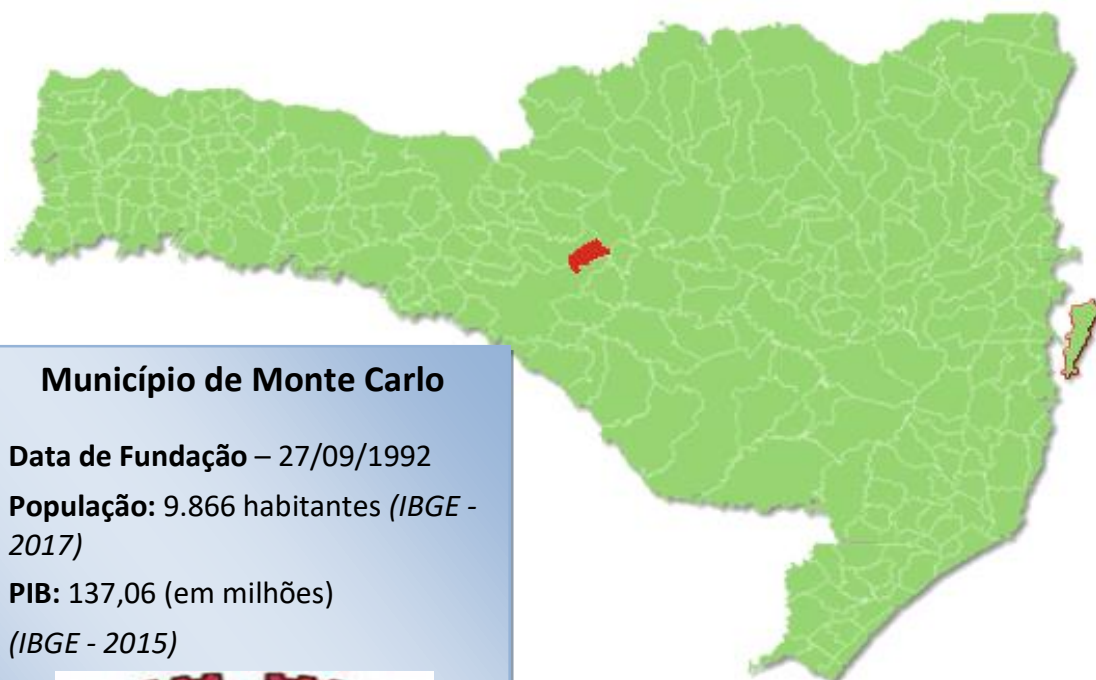 Município de Monte Carlo
Data de Fundação – 27/09/1992
População: 9.866 habitantes (IBGE -
2017)
PIB: 137,06 (em milhões)
(IBGE - 2015)